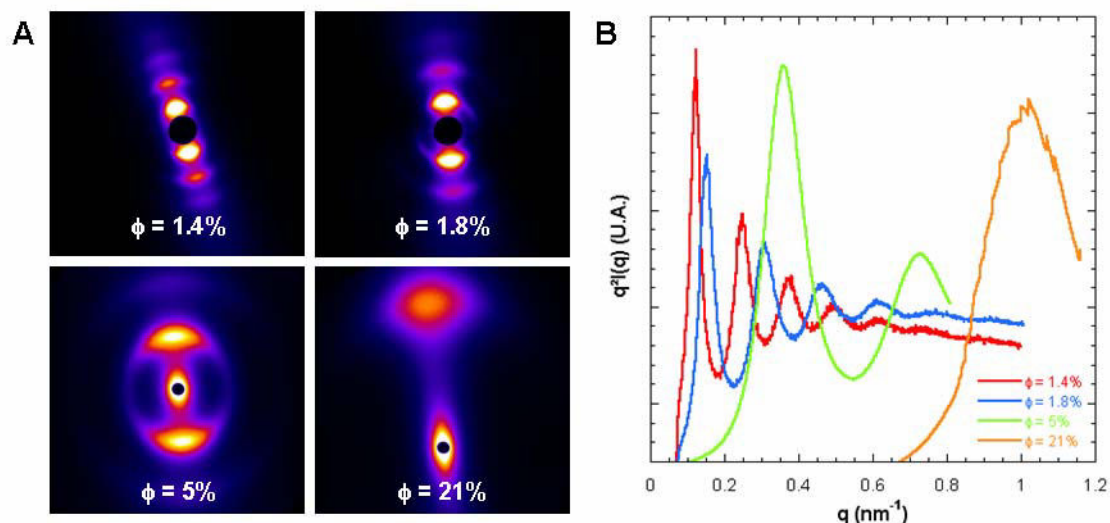 A
ϕ = 1.4%
ϕ = 1.8%
ϕ = 5%
ϕ = 21%
B
q²I(q) (U.A.)
ϕ = 1.4%
ϕ = 1.8%
ϕ = 5%
ϕ = 21%
0 0.2 0.4 0.6 0.8 1 1.2
q (nm⁻¹)